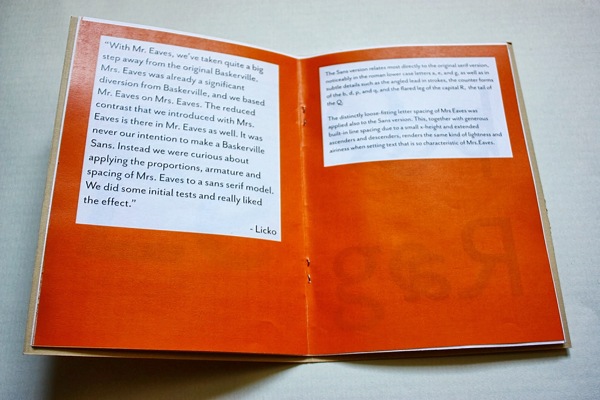 “With Mr. Eaves, we've taken quite a big
step away from the original Baskerville.
Mrs. Eaves was already a significant
diversion from Baskerville, and we based
Mr. Eaves on Mrs. Eaves. The reduced
contrast that we introduced with Mrs.
Eaves is there in Mr. Eaves as well. It was
never our intention to make a Baskerville
Sans. Instead we were curious about
applying the proportions, armature and
spacing of Mrs. Eaves to a sans serif model.
We did some initial tests and really liked
the effect.”
- Licko
The Sans version relates most directly to the original serif version,
noticeably in the roman lower case letters a, e, and g, as well as in
subtle details such as the angled lead in strokes, the counter forms
of the b, d, p, and q, and the flared leg of the capital R, the tail of
the Q.
The distinctly loose-fitting letter spacing of Mrs Eaves was
applied also to the Sans version. This, together with generous
built-in line spacing due to a small x-height and extended
ascenders and descenders, renders the same kind of lightness and
airiness when setting text that is so characteristic of Mrs.Eaves.
Rag